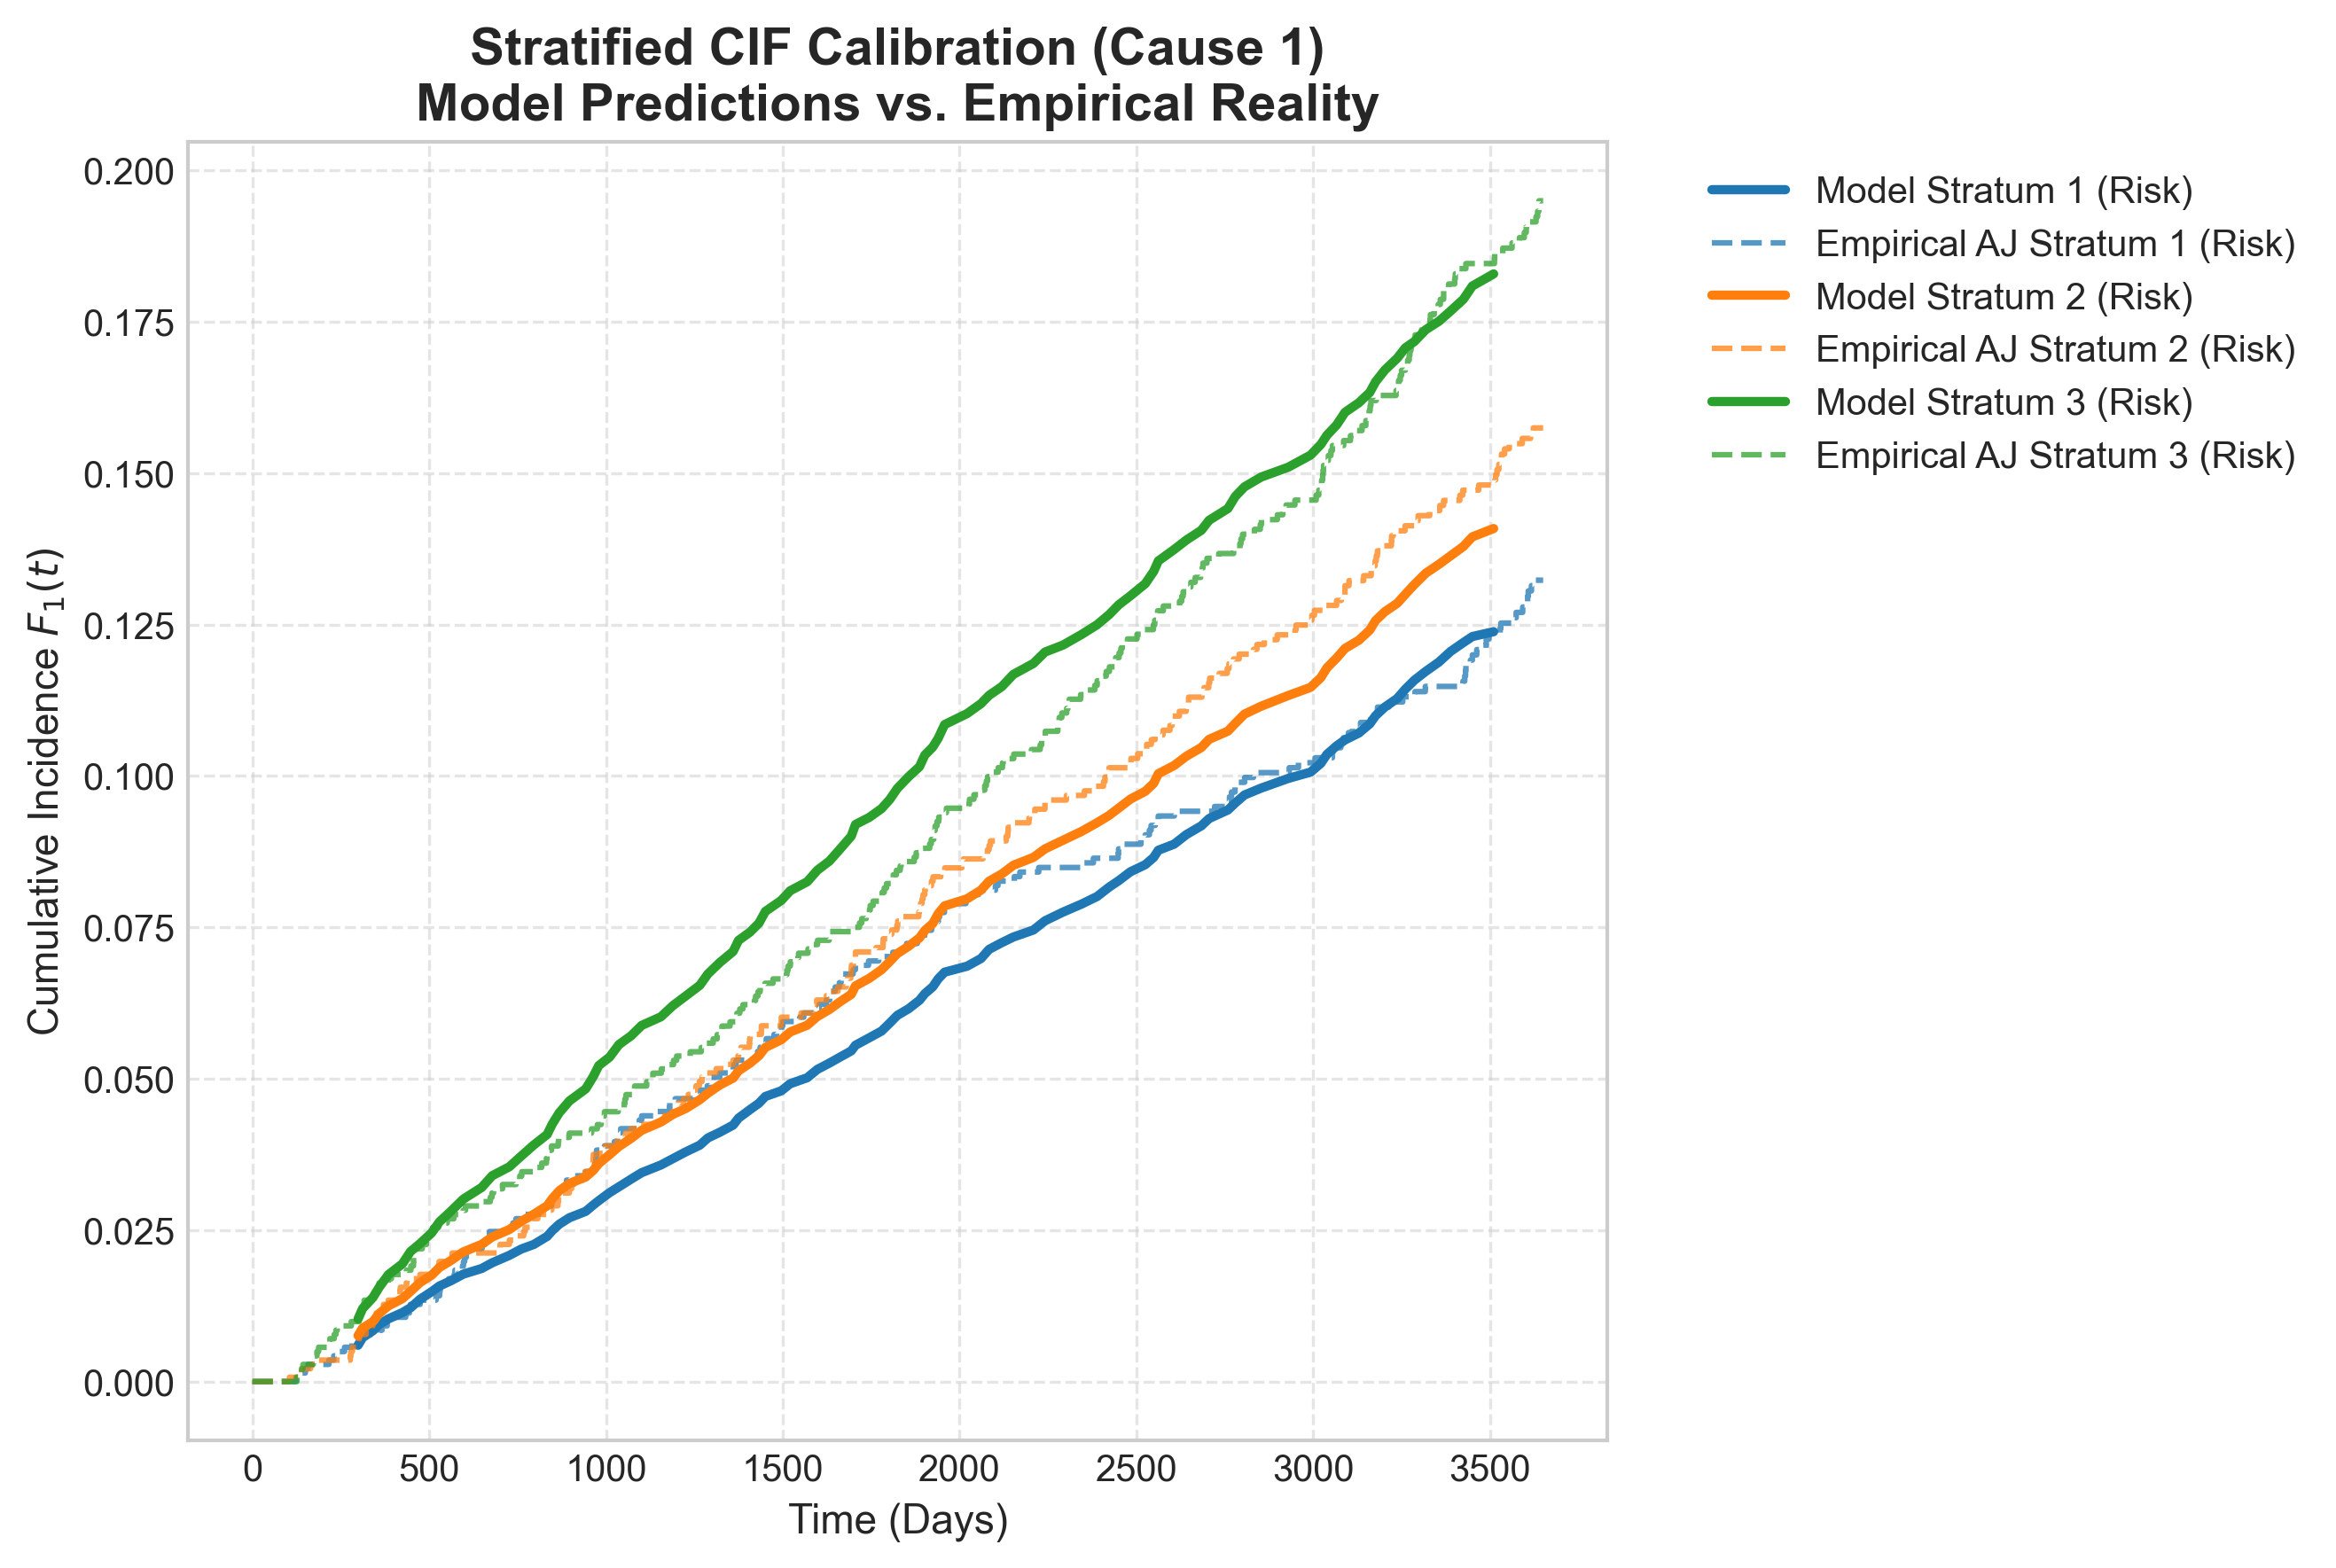 Stratified CIF Calibration (Cause 1)
Model Predictions vs. Empirical Reality
Cumulative Incidence F₁(t)
0.200
0.175
0.150
0.125
0.100
0.075
0.050
0.025
0.000
0
500
1000
1500
2000
2500
3000
3500
Time (Days)
Model Stratum 1 (Risk)
Empirical AJ Stratum 1 (Risk)
Model Stratum 2 (Risk)
Empirical AJ Stratum 2 (Risk)
Model Stratum 3 (Risk)
Empirical AJ Stratum 3 (Risk)